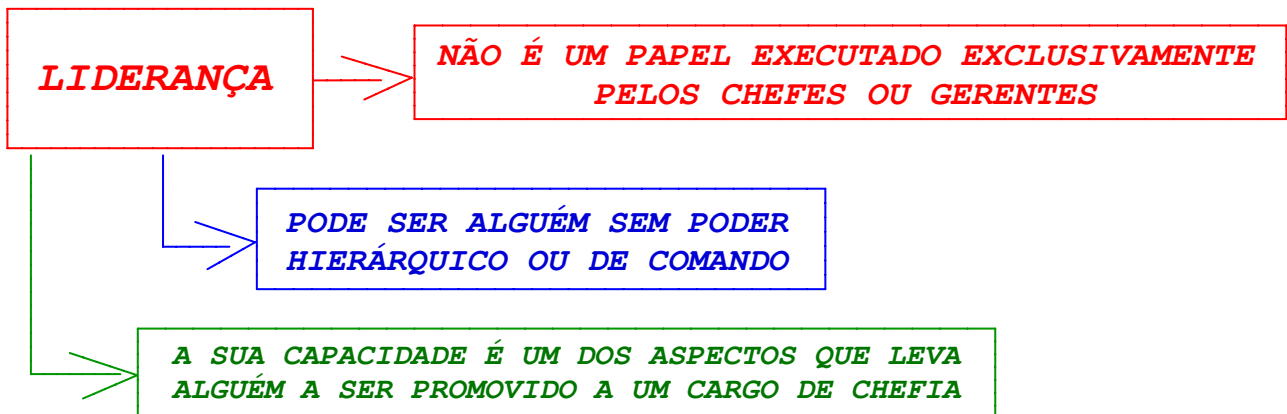 LIDERANÇA
NÃO É UM PAPEL EXECUTADO EXCLUSIVAMENTE
PELOS CHEFES OU GERENTES
PODE SER ALGUÉM SEM PODER
HIERÁRQUICO OU DE COMANDO
A SUA CAPACIDADE É UM DOS ASPECTOS QUE LEVA
ALGUÉM A SER PROMOVIDO A UM CARGO DE CHEFIA